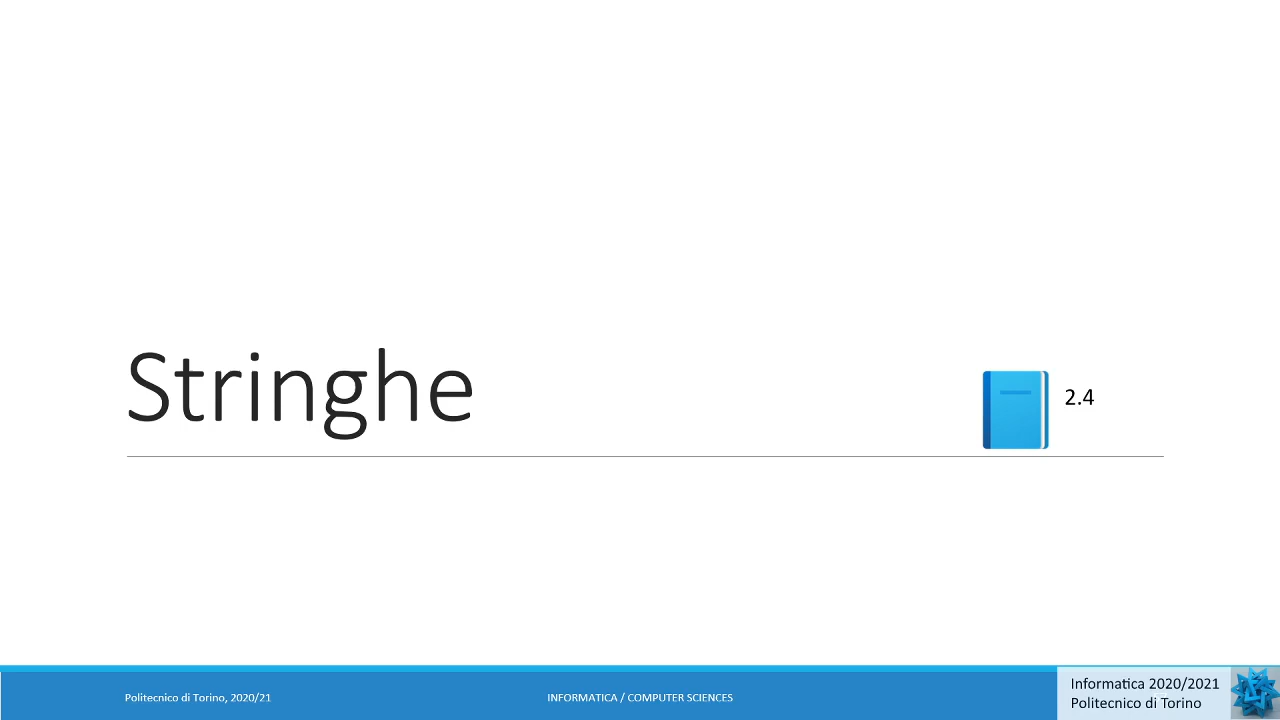 Stringhe
2.4
Politecnico di Torino, 2020/21
INFORMATICA / COMPUTER SCIENCES
Informatica 2020/2021
Politecnico di Torino